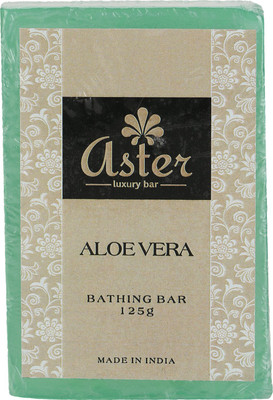 aster
luxury bar
ALOE VERA
BATHING BAR
125g
MADE IN INDIA